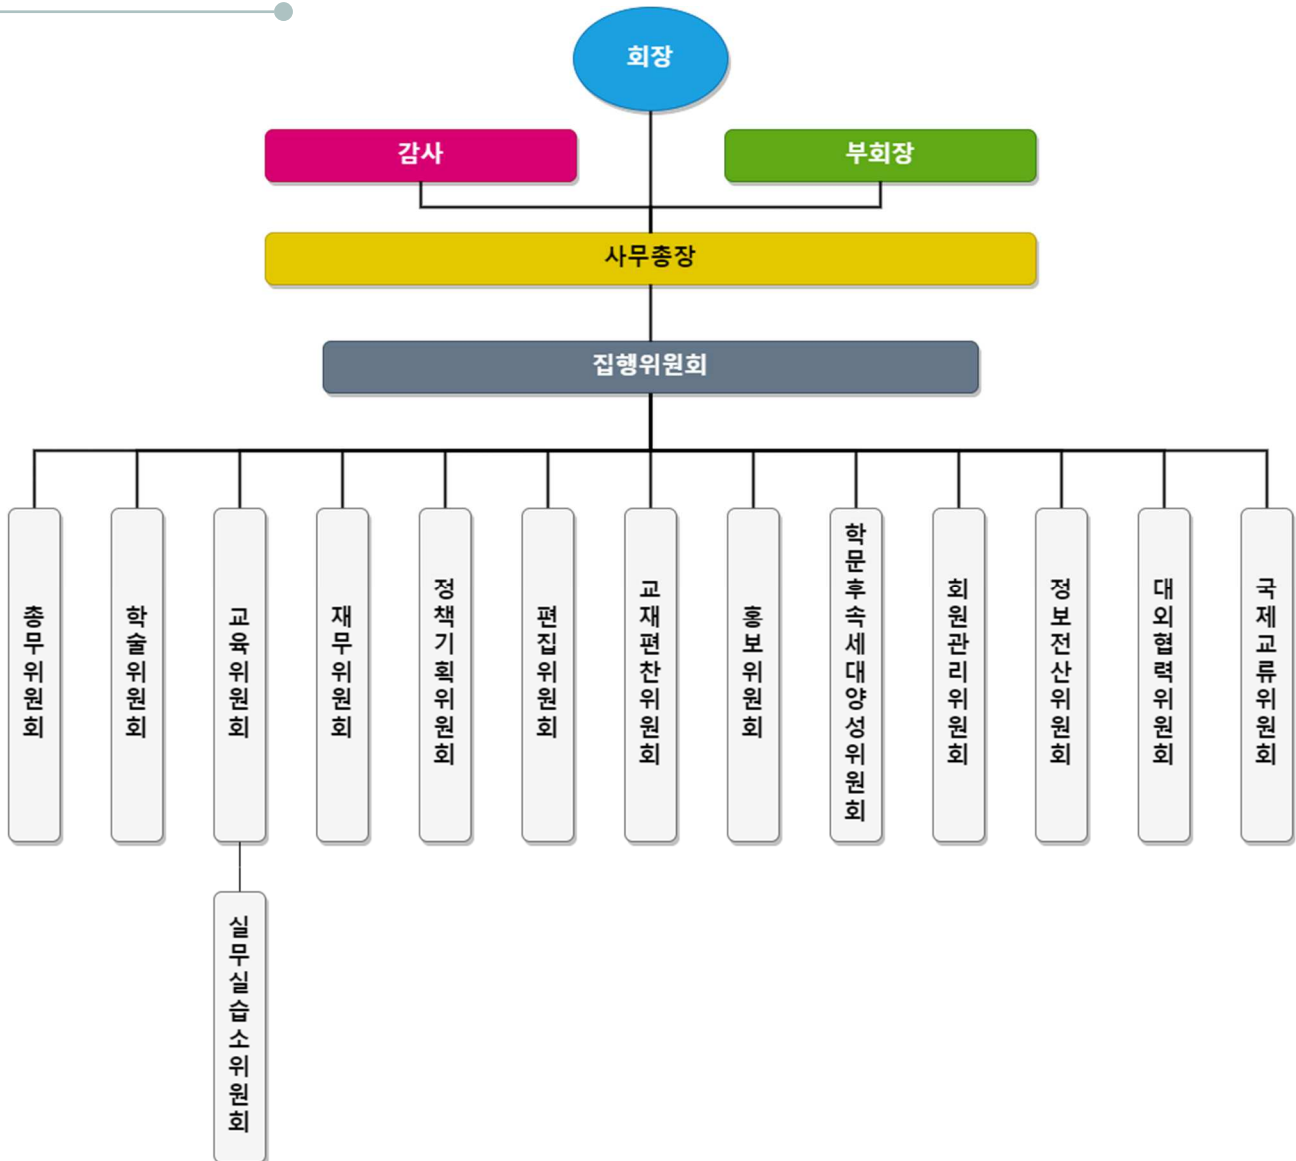 회장
감사
부회장
사무총장
집행위원회
총무위원회
학술위원회
교육위원회
재무위원회
정책기획위원회
편집위원회
교재편찬위원회
홍보위원회
학문후속세대양성위원회
회원관리위원회
정보전산위원회
대외협력위원회
국제교류위원회
실무실습소위원회